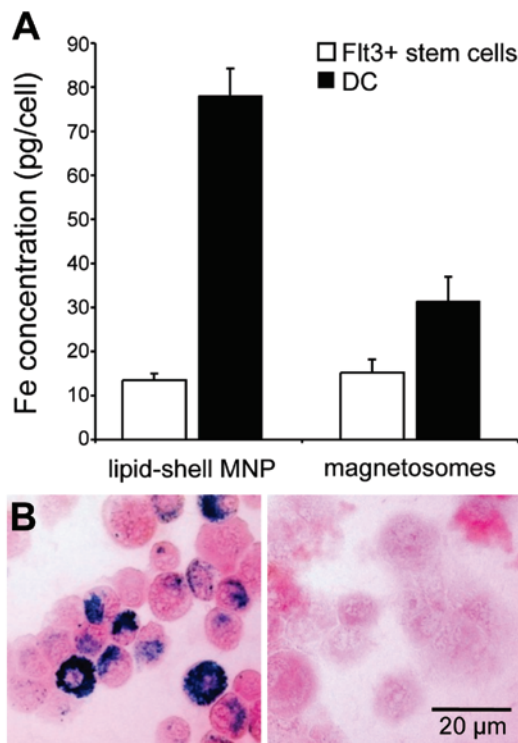 A
Fe concentration (pg/cell)
90
80
70
60
50
40
30
20
10
0
Flt3+ stem cells
DC
lipid-shell MNP
magnetosomes
B
20 µm